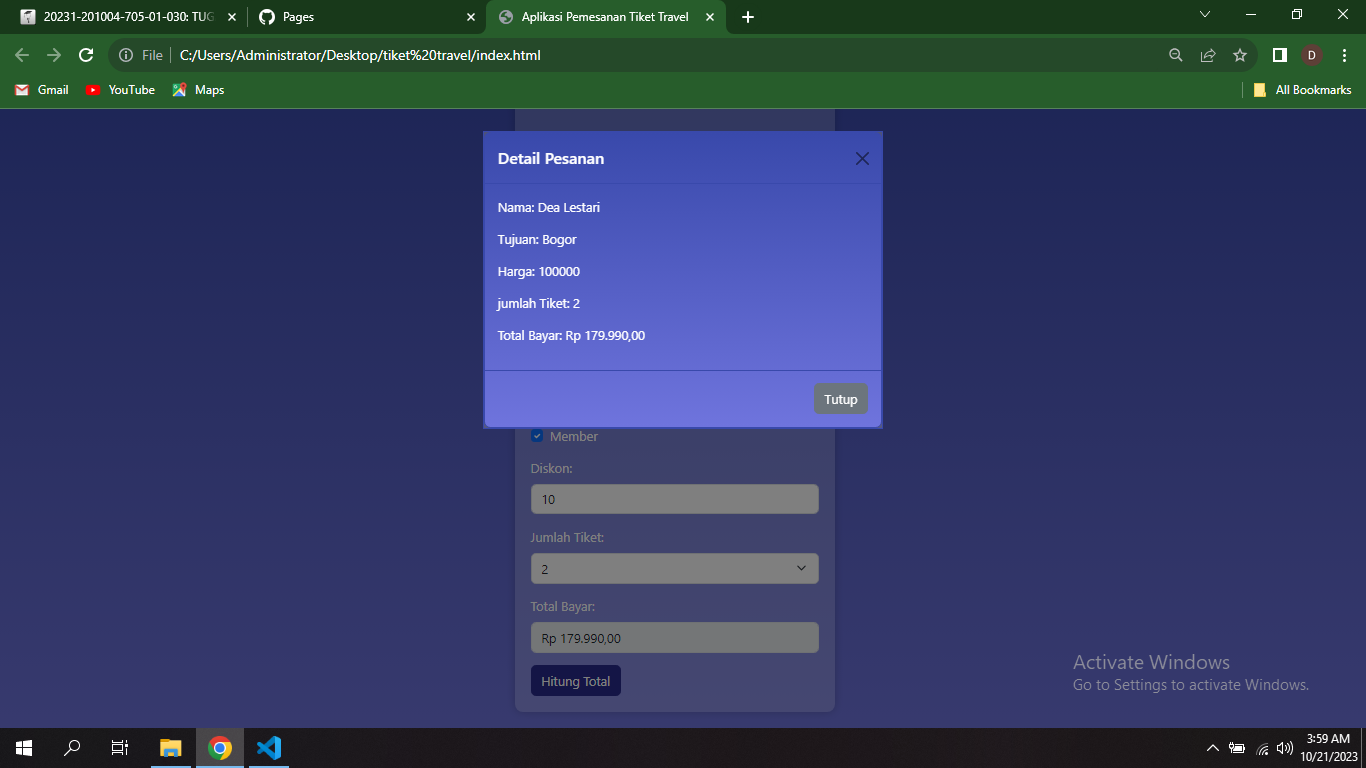 20231-201004-705-01-030: TUG
Pages
Aplikasi Pemesanan Tiket Travel
File
C:/Users/Administrator/Desktop/tiket%20travel/index.html
D
Gmail
YouTube
Maps
All Bookmarks
Detail Pesanan
Nama: Dea Lestari
Tujuan: Bogor
Harga: 100000
jumlah Tiket: 2
Total Bayar: Rp 179.990,00
Tutup
Member
Diskon:
10
Jumlah Tiket:
2
Total Bayar:
Rp 179.990,00
Hitung Total
Activate Windows
Go to Settings to activate Windows.
3:59 AM
10/21/2023